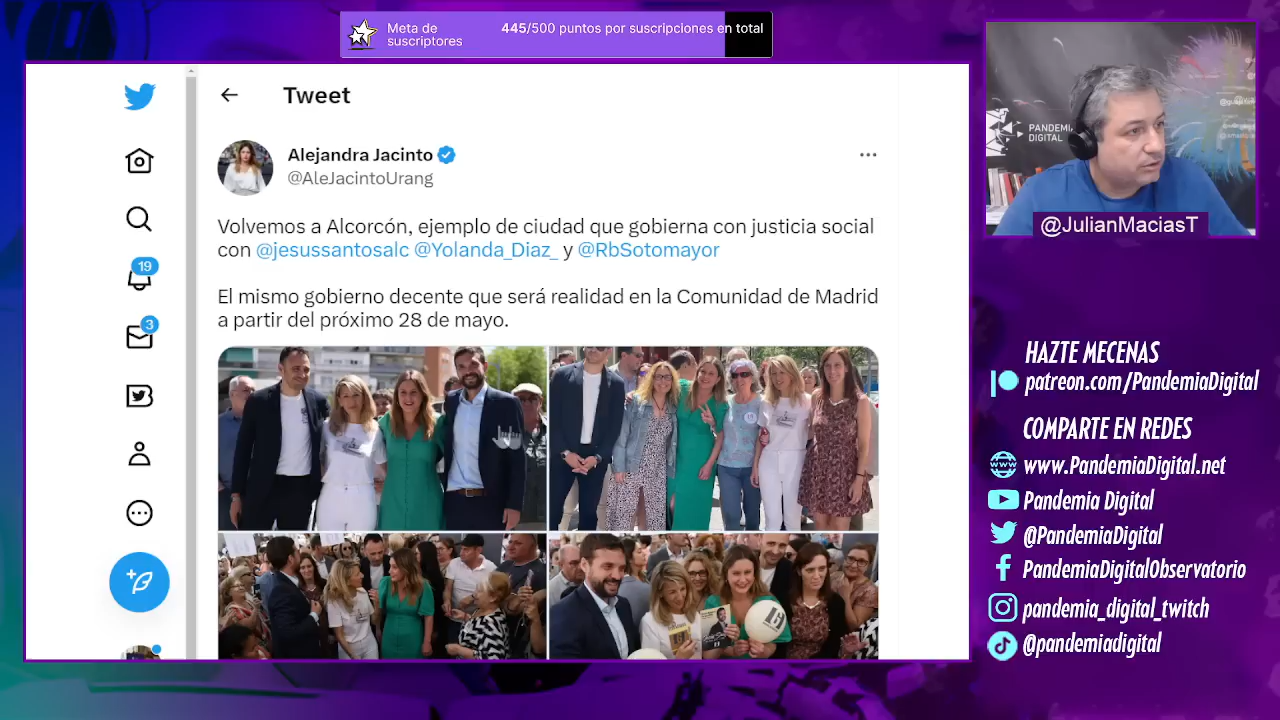 Meta de
suscriptores
445/500 puntos por suscripciones en total
Tweet
Alejandra Jacinto
@AleJacintoUrang
Volvemos a Alcorcón, ejemplo de ciudad que gobierna con justicia social
con @jesussantosalc @Yolanda_Diaz_ y @RbSotomayor
El mismo gobierno decente que será realidad en la Comunidad de Madrid
a partir del próximo 28 de mayo.
19
3
PANDEMIA
DIGITAL
@JulianMaciasT
HAZTE MECENAS
patreon.com/PandemiaDigital
COMPARTE EN REDES
www.PandemiaDigital.net
Pandemia Digital
@PandemiaDigital
PandemiaDigitalObservatorio
pandemia_digital_twitch
@pandemiadigital